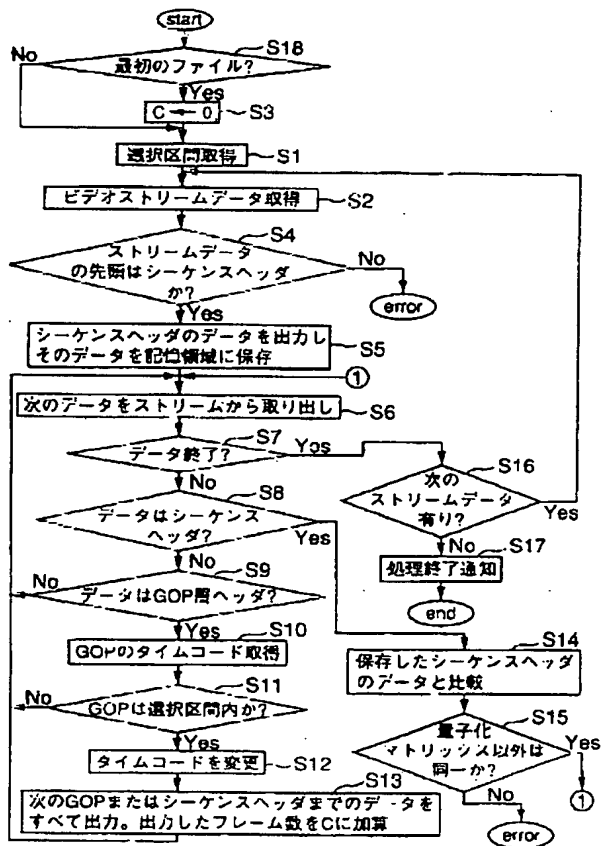 start
S18
No
最初のファイル?
Yes
C ← 0
S3
選択区間取得
S1
ビデオストリームデータ取得
S2
S4
ストリームデータ
の先頭はシーケンスヘッダ
か?
No
error
Yes
シーケンスヘッダのデータを出力し
そのデータを記憶領域に保存
S5
①
次のデータをストリームから取り出し
S6
S7
データ終了?
Yes
No
S16
次の
ストリームデータ
有り?
Yes
S8
データはシーケンス
ヘッダ?
Yes
No
No
S17
処理終了通知
end
S9
No
データはGOP層ヘッダ?
Yes
S10
GOPのタイムコード取得
S14
保存したシーケンスヘッダ
のデータと比較
S11
No
GOPは選択区間内か?
Yes
S15
量子化
マトリックス以外は
同一か?
Yes
①
No
error
タイムコードを変更
S12
S13
次のGOPまたはシーケンスヘッダまでのデータを
すべて出力。出力したフレーム数をCに加算